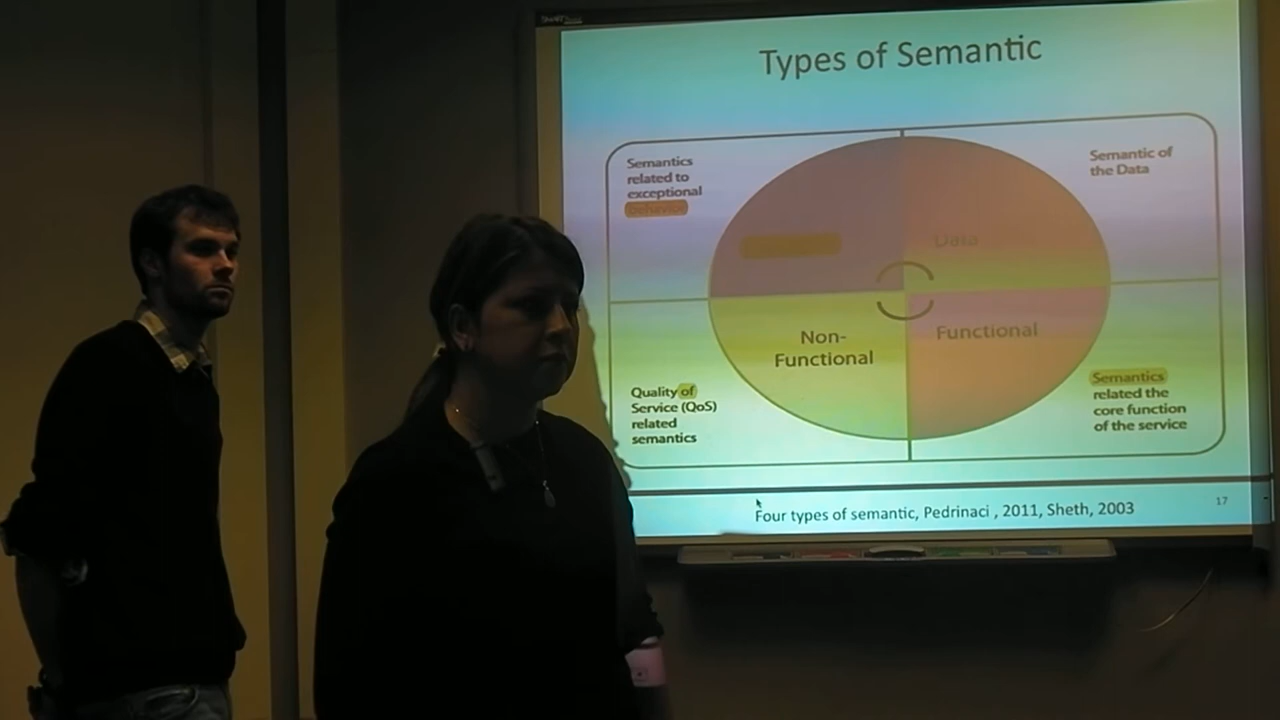 Types of Semantic
Semantics
related to
exceptional
behavior
Semantic of
the Data
Data
Non-
Functional
Functional
Quality of
Service (QoS)
related
semantics
Semantics
related the
core function
of the service
Four types of semantic, Pedrinaci , 2011, Sheth, 2003
17